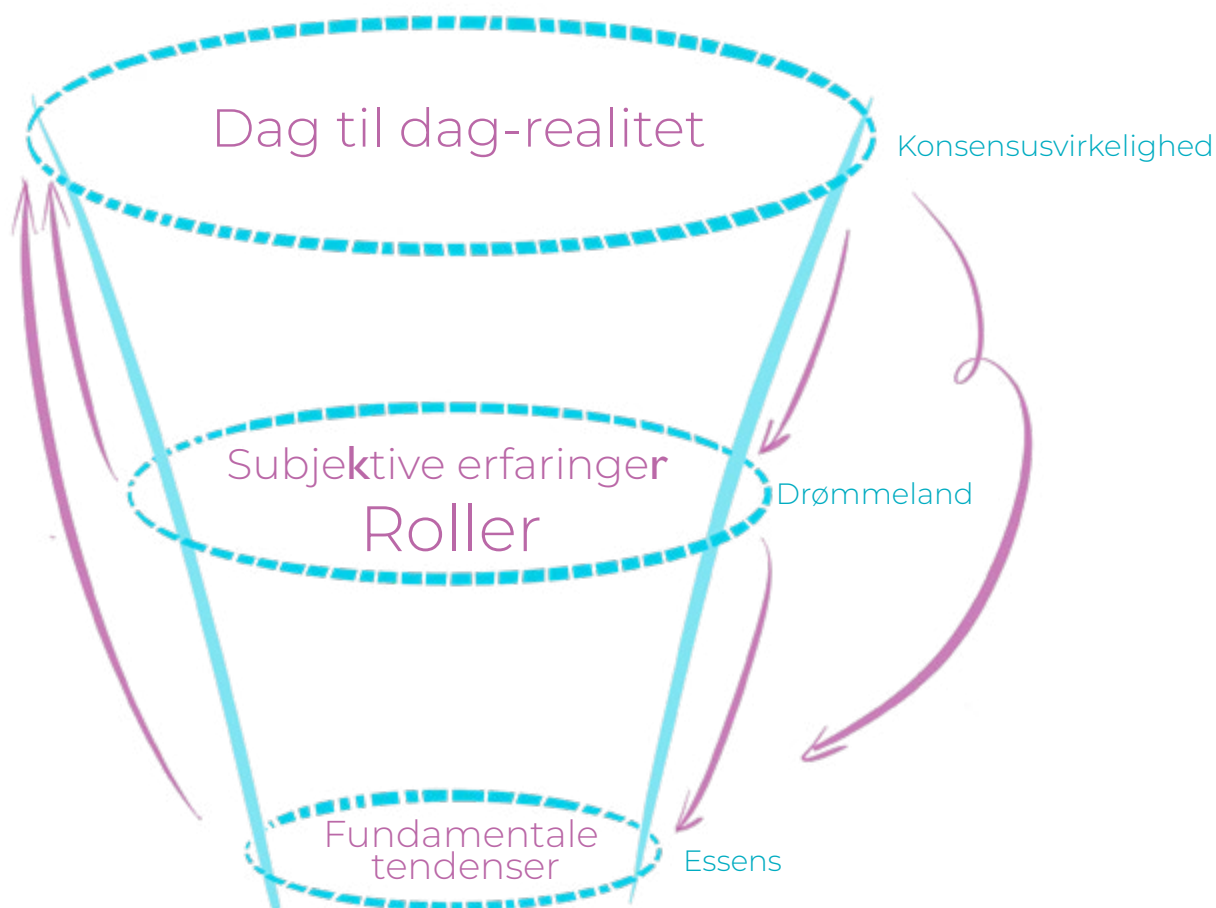 Dag til dag-realitet
Konsensusvirkelighed
Subjektive erfaringer
Roller
Drømmeland
Fundamentale
tendenser
Essens